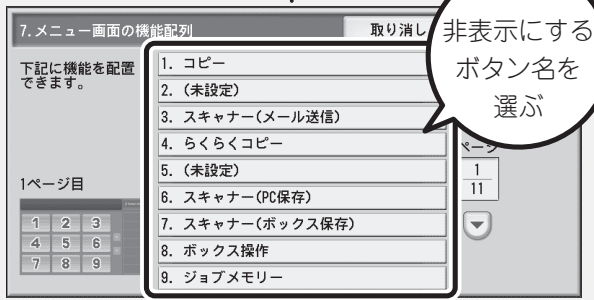 7.メニュー画面の機能配列
取り消し
非表示にする
ボタン名を
選ぶ
下記に機能を配置
できます。
1. コピー
2. (未設定)
3. スキャナー(メール送信)
4. らくらくコピー
5. (未設定)
6. スキャナー(PC保存)
7. スキャナー(ボックス保存)
8. ボックス操作
9. ジョブメモリー
ページ
1
11
1ページ目
1 2 3
4 5 6
7 8 9